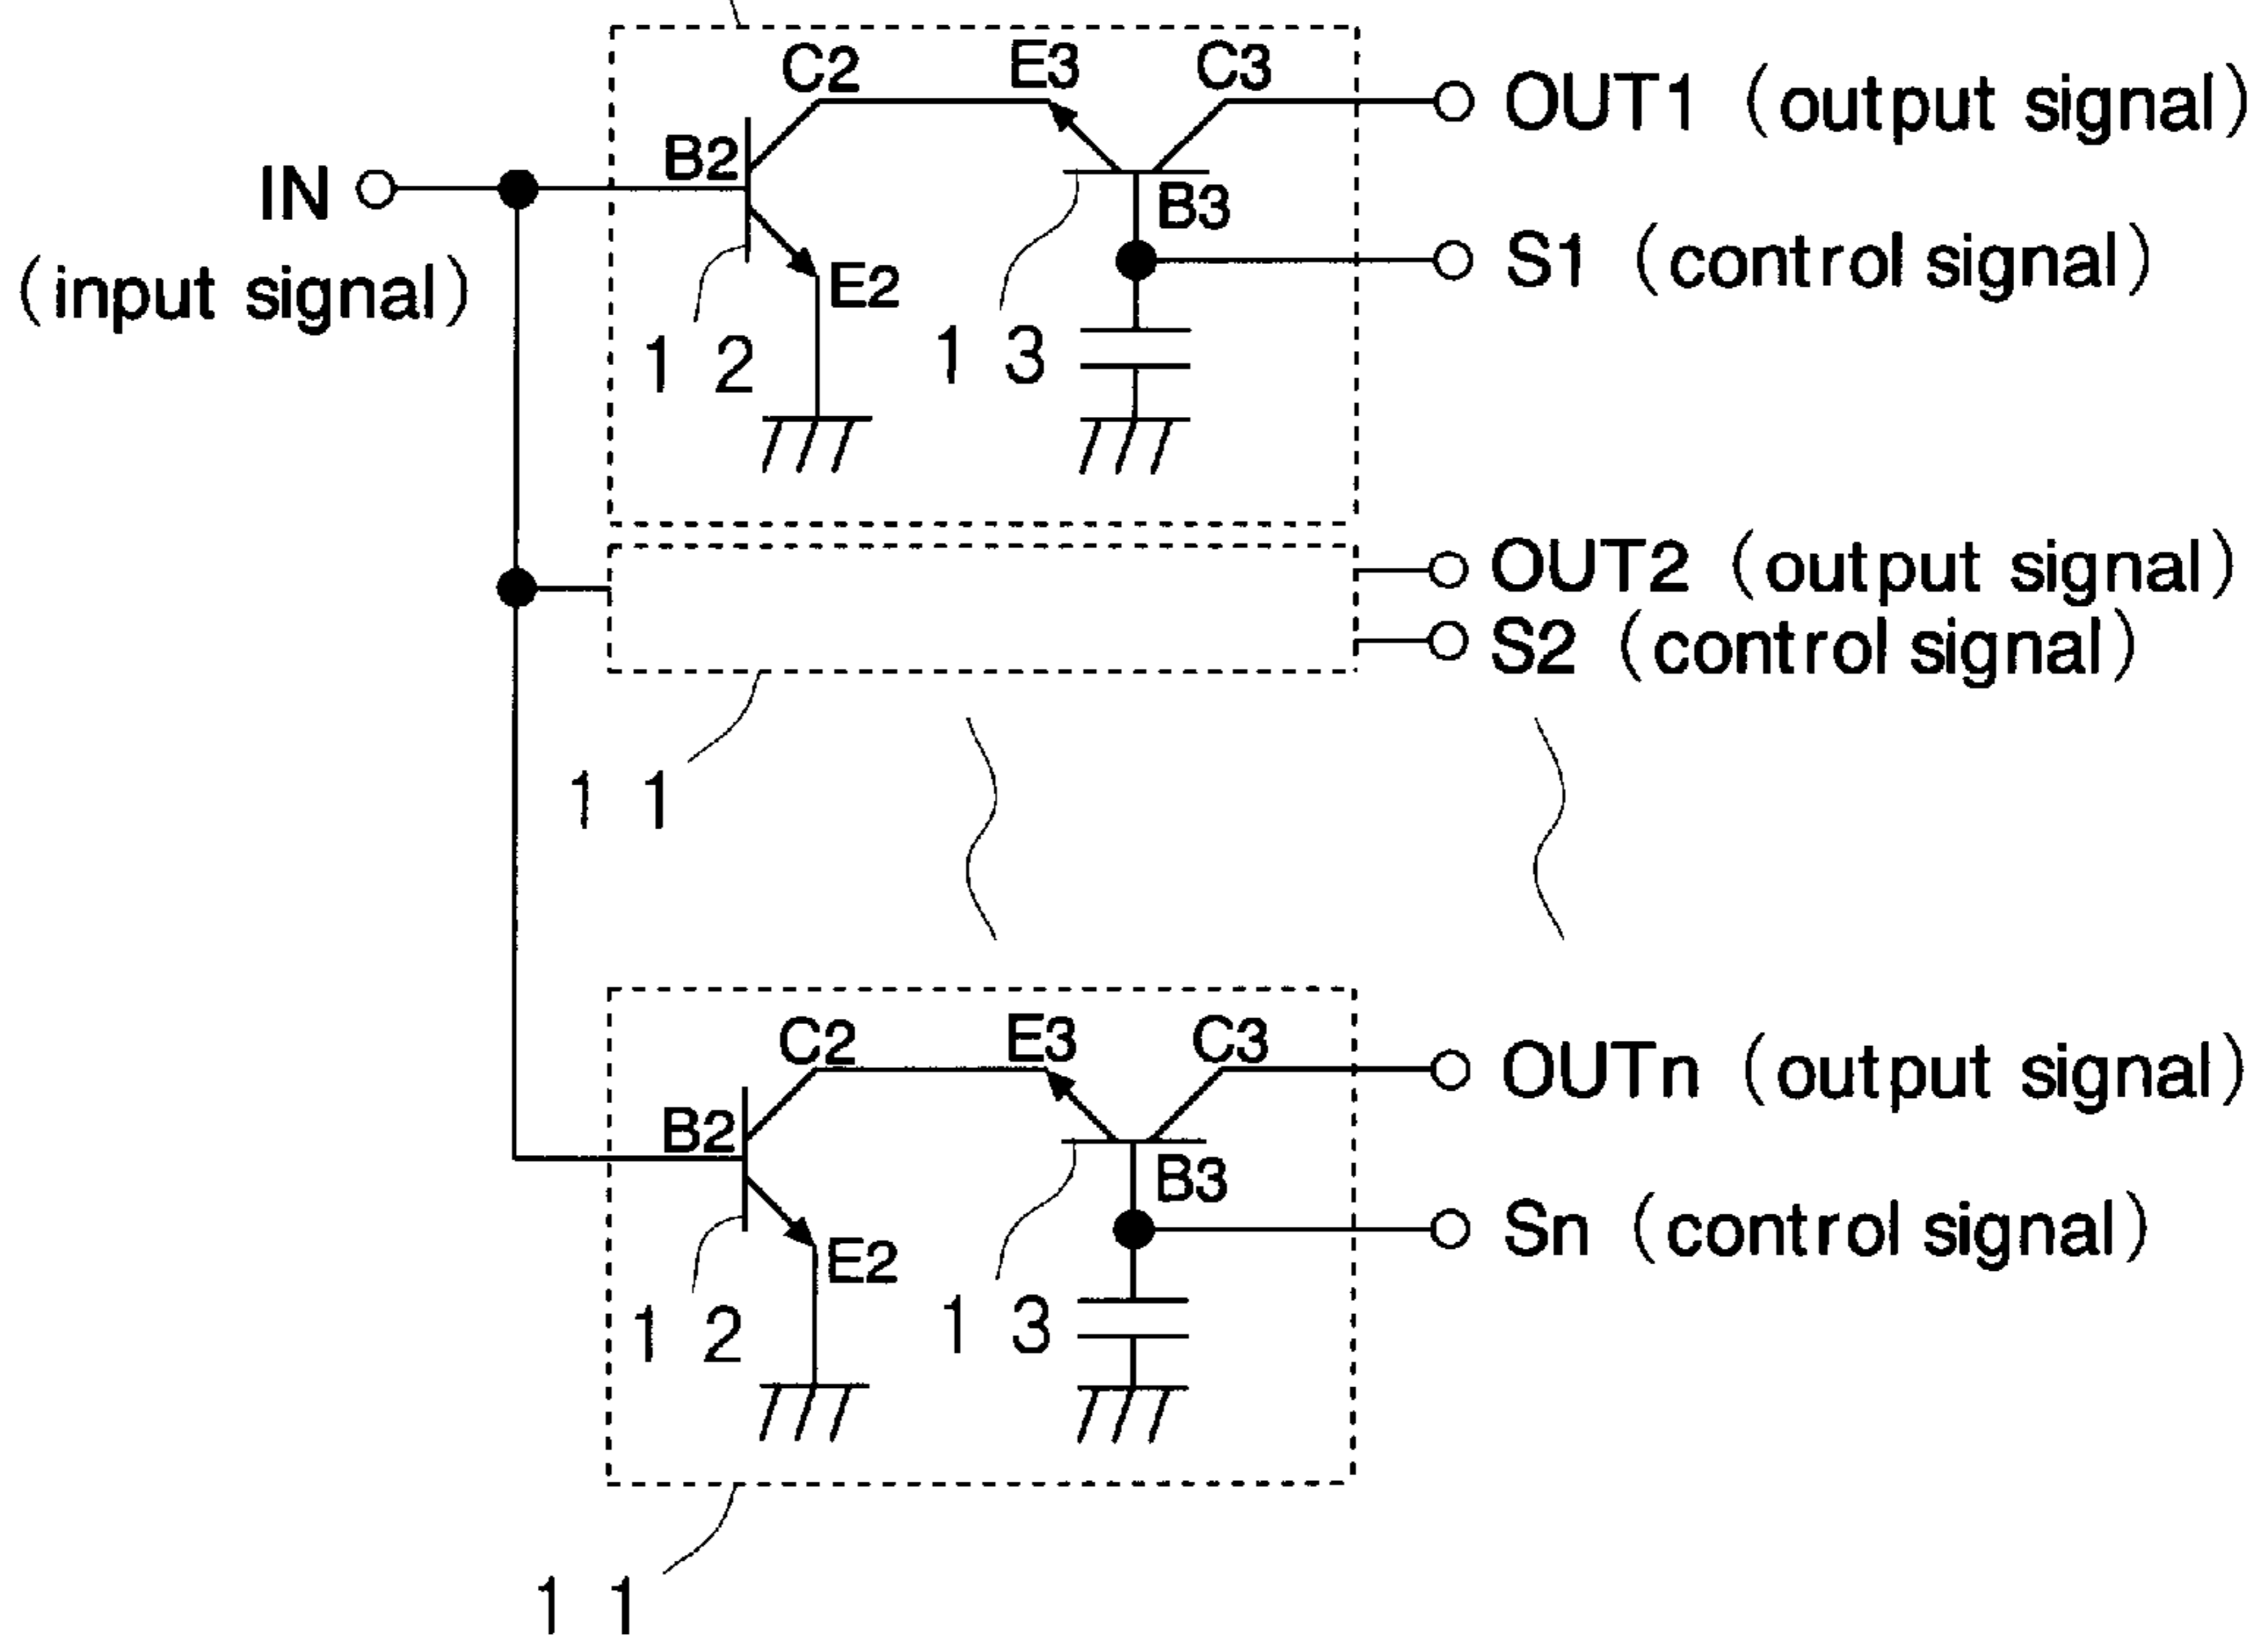 C2 E3 C3
OUT1 (output signal)
B2
IN
B3
S1 (control signal)
(input signal)
E2
1 2
1 3
OUT2 (output signal)
S2 (control signal)
1 1
C2 E3 C3
OUTn (output signal)
B2
B3
Sn (control signal)
E2
1 2
1 3
1 1